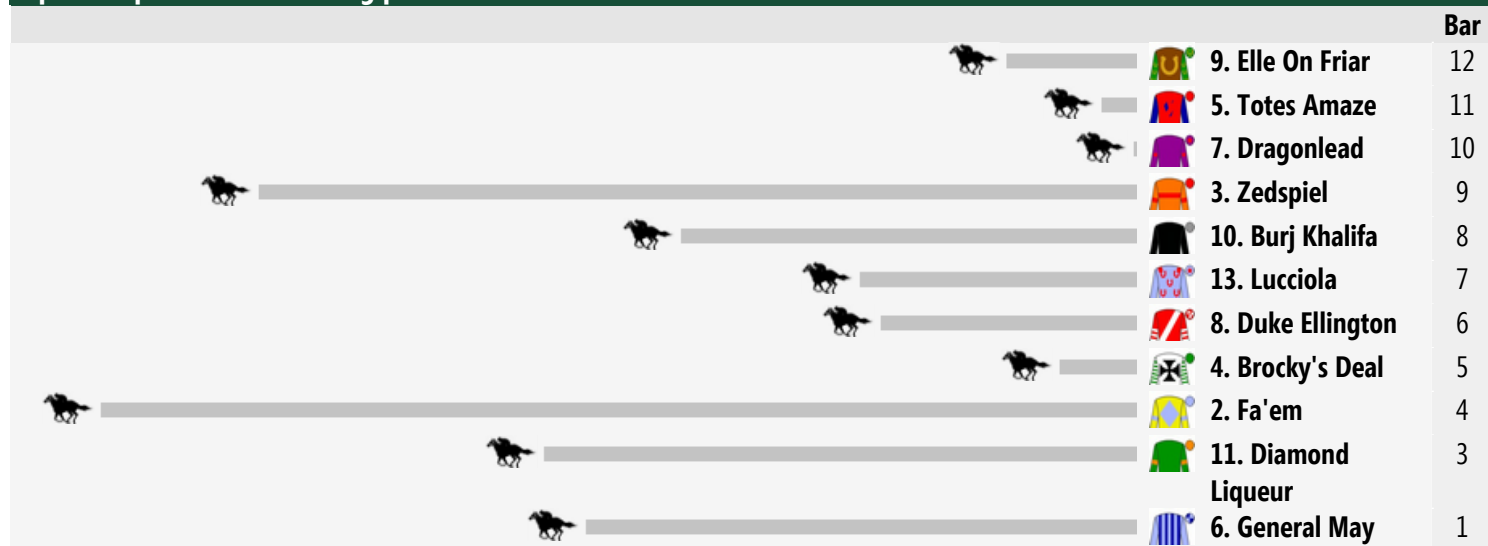 Bar
9. Elle On Friar 12
5. Totes Amaze 11
7. Dragonlead 10
3. Zedspiel 9
10. Burj Khalifa 8
13. Lucciola 7
8. Duke Ellington 6
4. Brocky's Deal 5
2. Fa'em 4
11. Diamond 3
Liqueur
6. General May 1